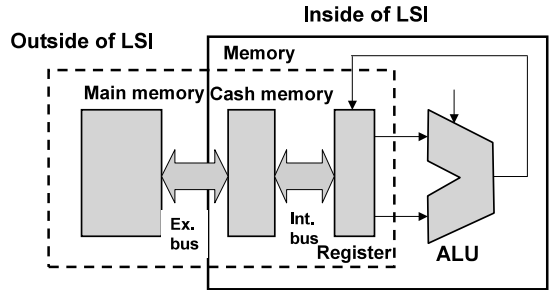 Inside of LSI
Outside of LSI
Memory
Main memory
Cash memory
Ex.
bus
Int.
bus
Register
ALU